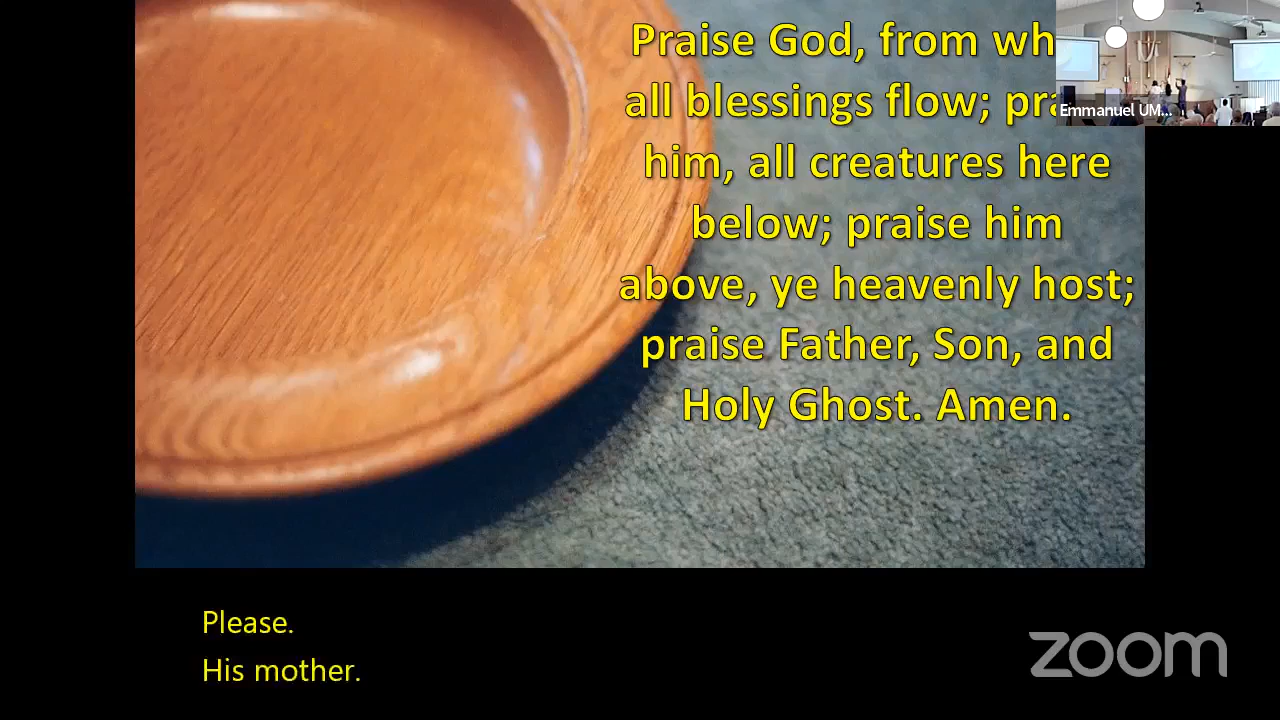 Praise God, from wh
all blessings flow; pra
him, all creatures here
below; praise him
above, ye heavenly host;
praise Father, Son, and
Holy Ghost. Amen.
Emmanuel UM...
Please.
His mother.
zoom